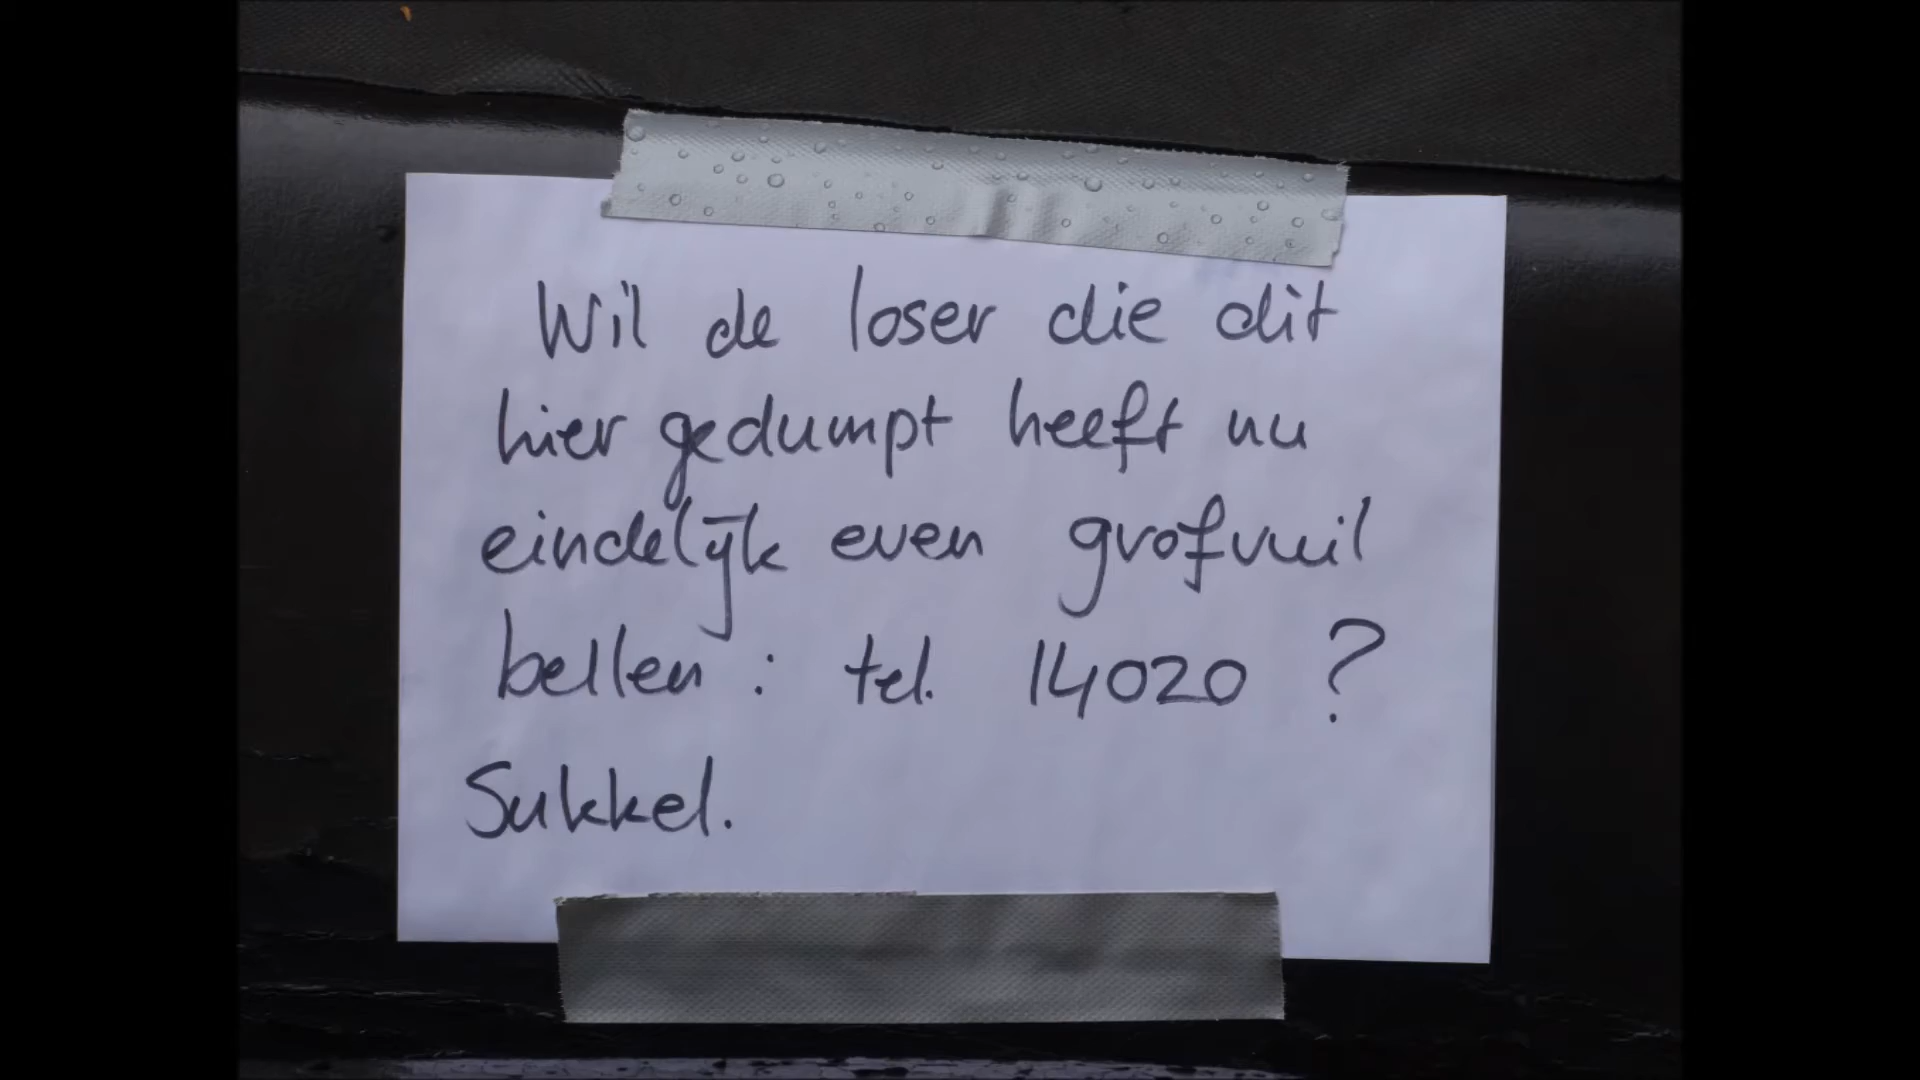 Wil de loser die dit
hier gedumpt heeft nu
eindelijk even grofvuil
bellen : tel. 14020 ?
Sukkel.